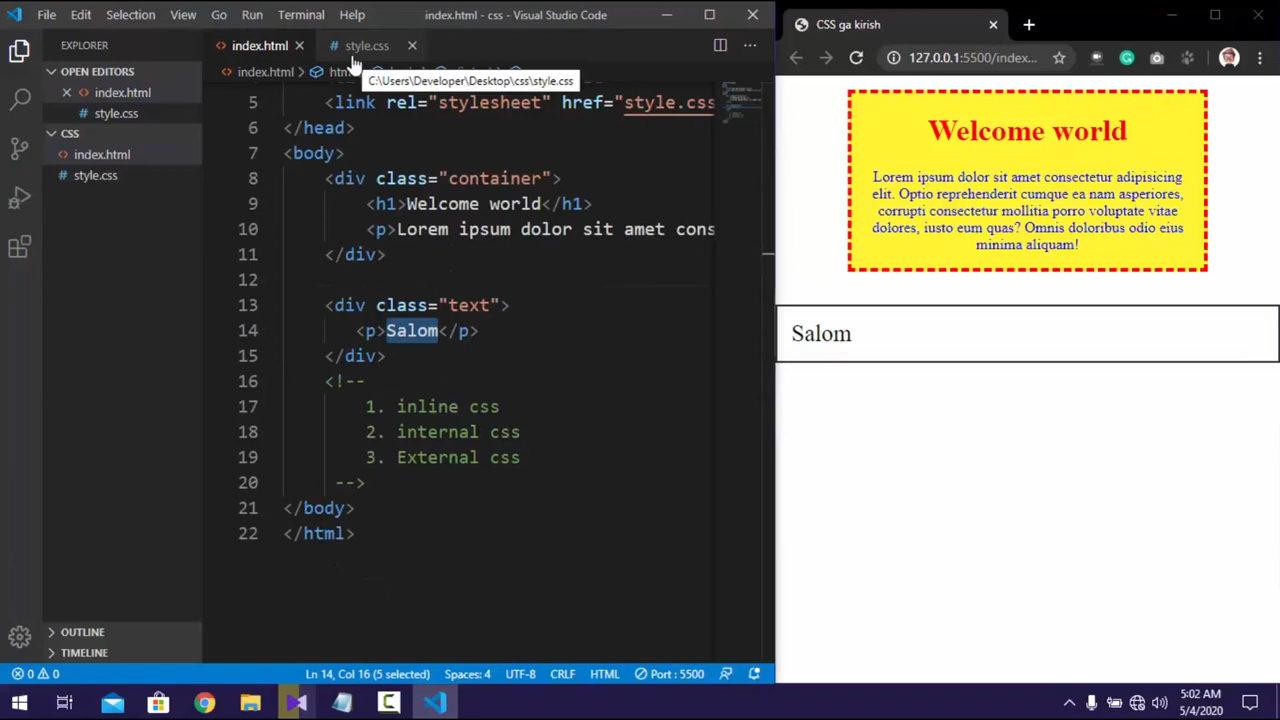 File Edit Selection View Go Run Terminal Help index.html - css - Visual Studio Code
CSS ga kirish
EXPLORER
index.html
# style.css
127.0.0.1:5500/index.html
OPEN EDITORS
index.html
C:\Users\Developer\Desktop\css\style.css
index.html
style.css
CSS
index.html
style.css
5 <link rel="stylesheet" href="style.css
6 </head>
7 <body>
8 <div class="container">
9 <h1>Welcome world</h1>
10 <p>Lorem ipsum dolor sit amet cons
11 </div>
12
13 <div class="text">
14 <p>Salom</p>
15 </div>
16 <!--
17 1. inline css
18 2. internal css
19 3. External css
20 -->
21 </body>
22 </html>
Welcome world
Lorem ipsum dolor sit amet consectetur adipisicing
elit. Optio reprehenderit cumque ea nam asperiores,
corrupti consectetur mollitia porro voluptate vitae
dolores, iusto eum quas? Omnis doloribus odio eius
minima aliquam!
Salom
OUTLINE
TIMELINE
0 0 Ln 14, Col 16 (5 selected) Spaces: 4 UTF-8 CRLF HTML Port : 5500
5:02 AM
5/4/2020